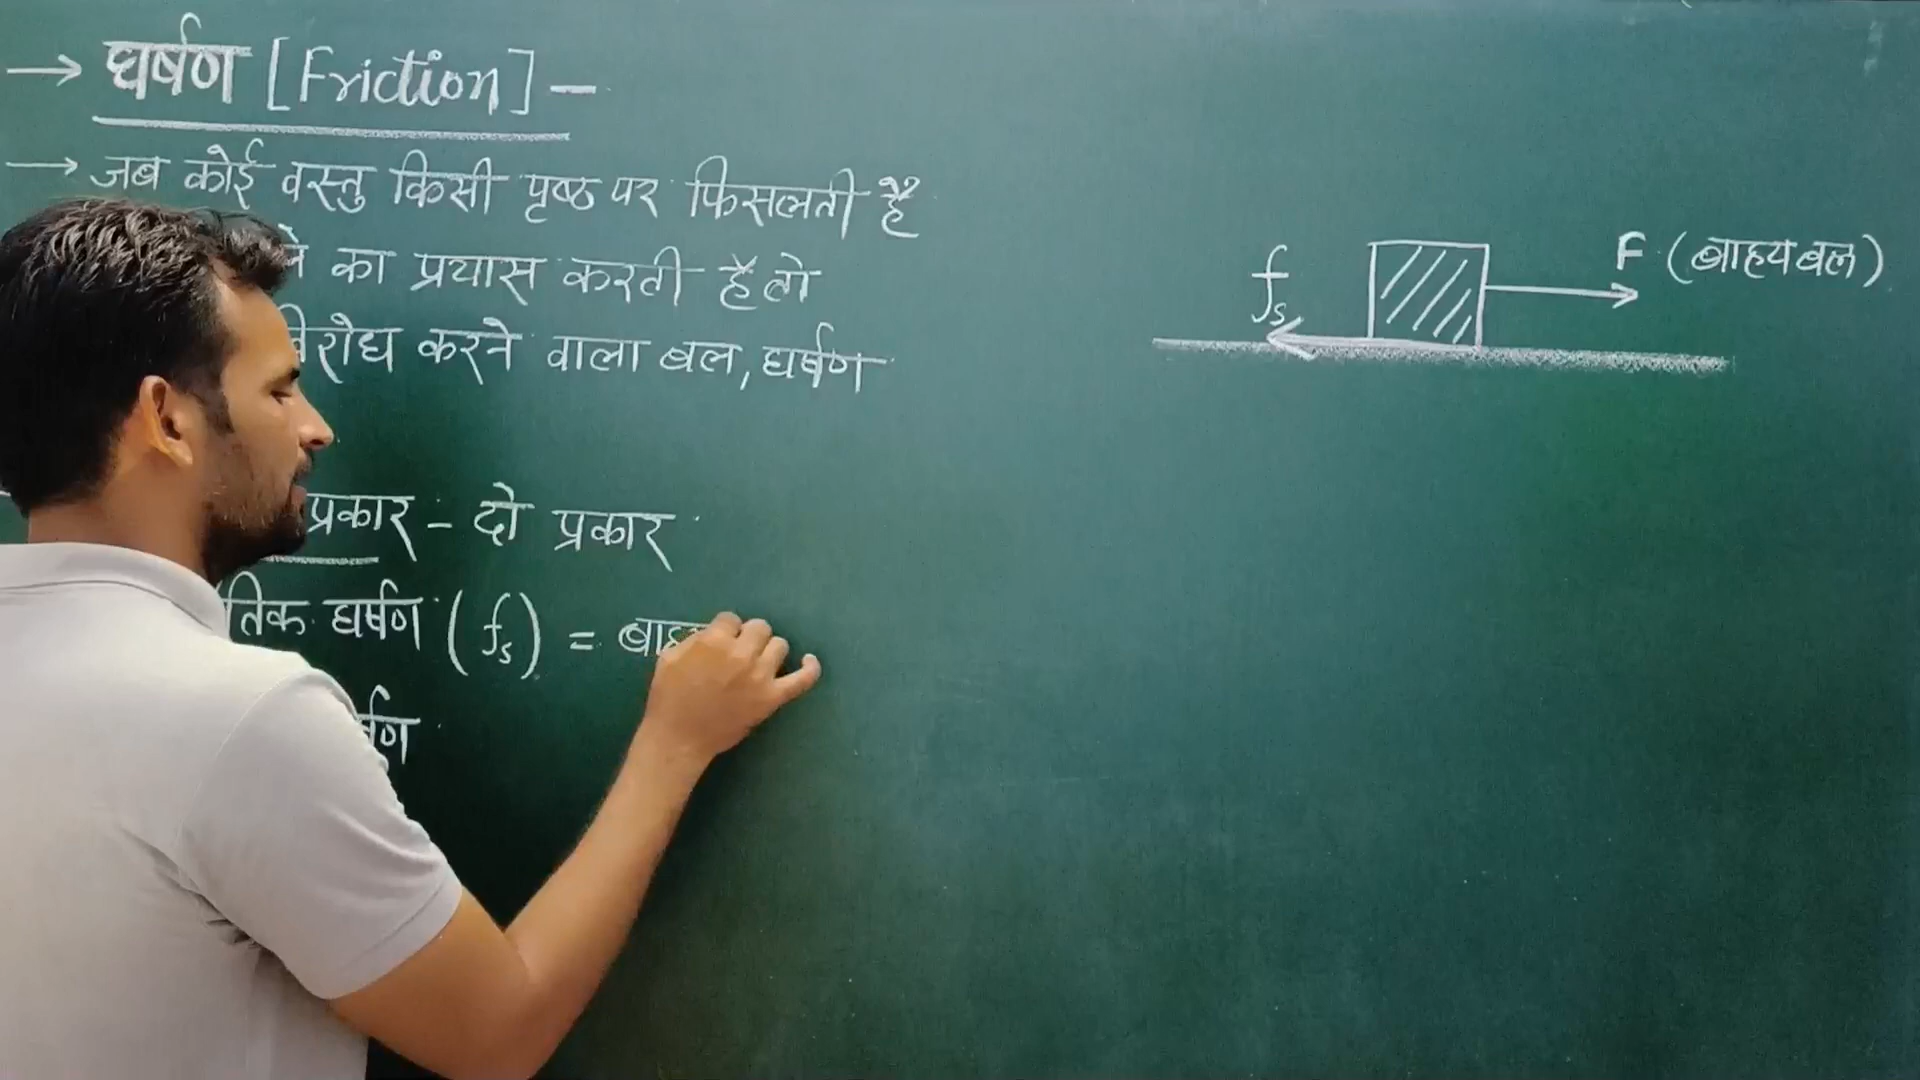 → घर्षण [Friction] –
→ जब कोई वस्तु किसी पृष्ठ पर फिसलती है
का प्रयास करती है तो
विरोध करने वाला बल, घर्षण
प्रकार – दो प्रकार
घर्षण (fs) =
fs
F (बाह्य बल)